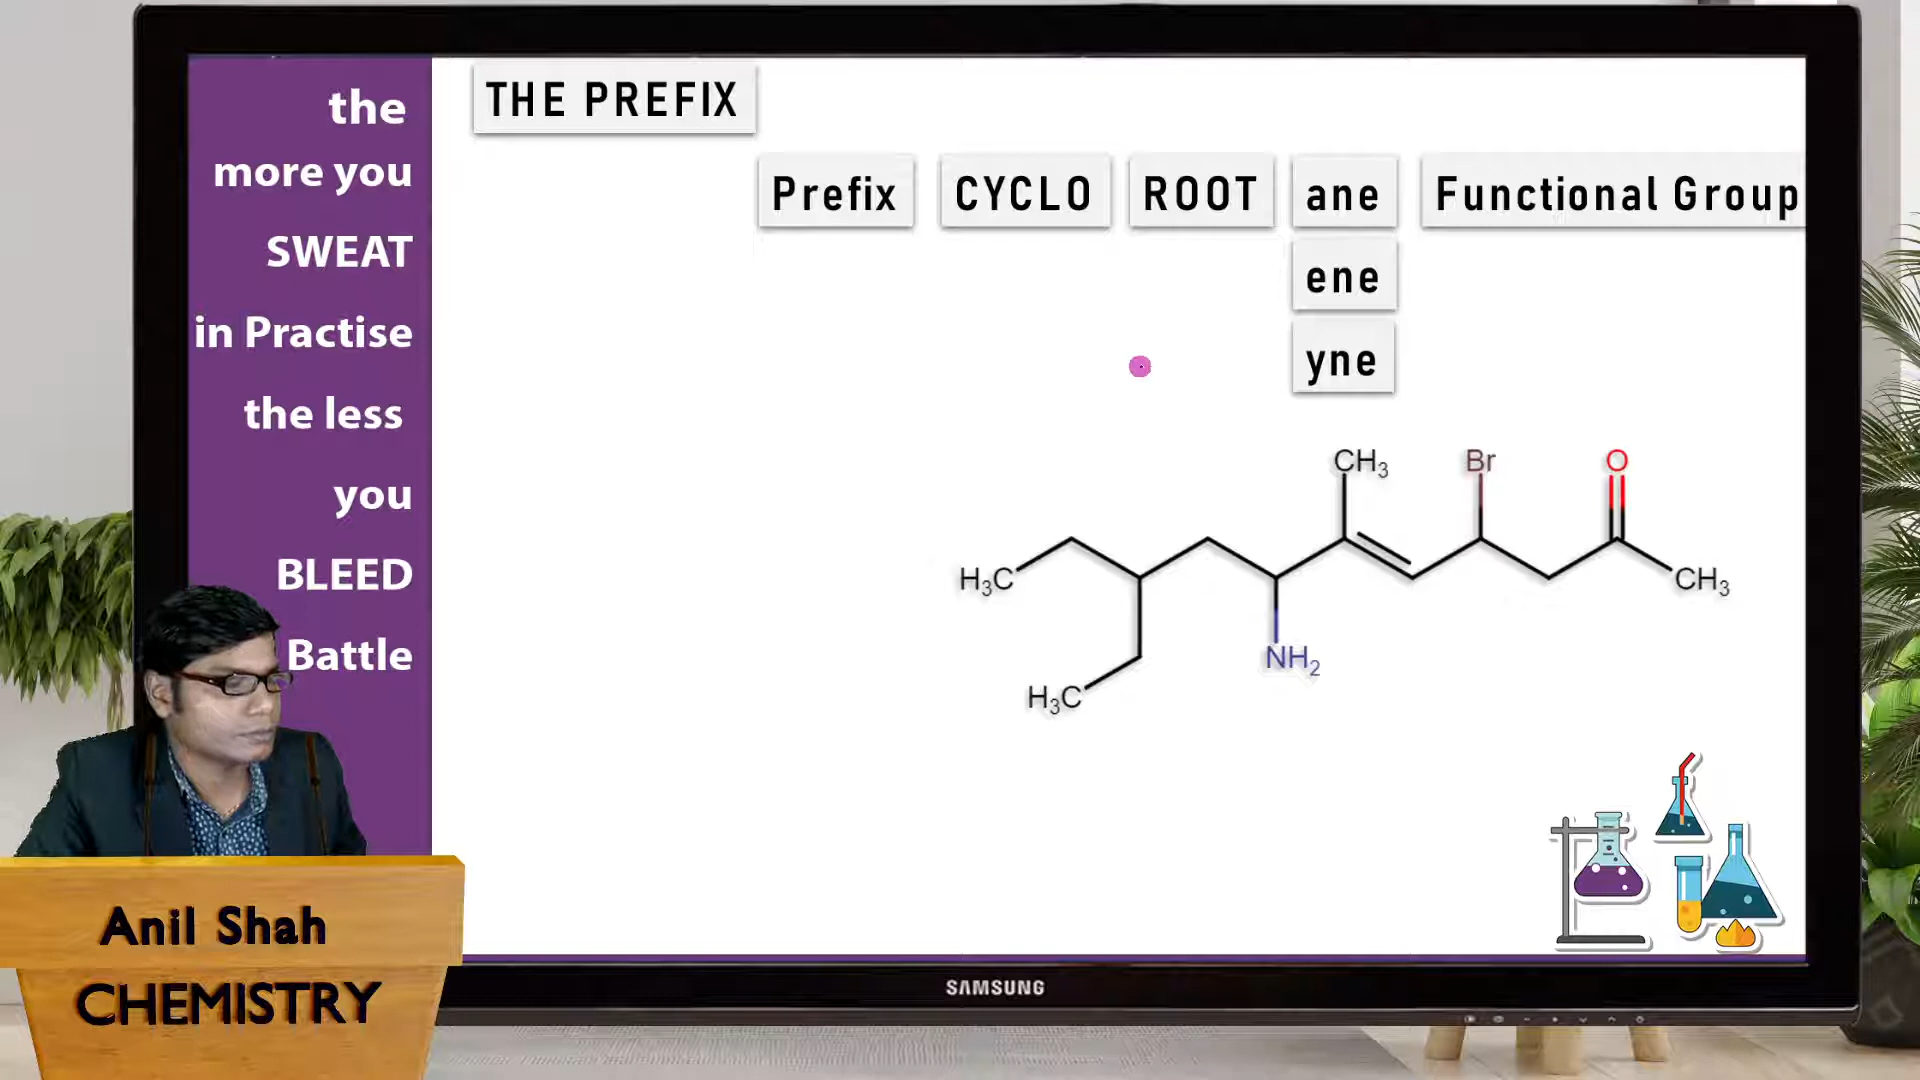 the
more you
SWEAT
in Practise
the less
you
BLEED
Battle
THE PREFIX
Prefix CYCLO ROOT ane Functional Group
ene
yne
CH₃ Br O
H₃C CH₃
NH₂
H₃C
Anil Shah
CHEMISTRY
SAMSUNG